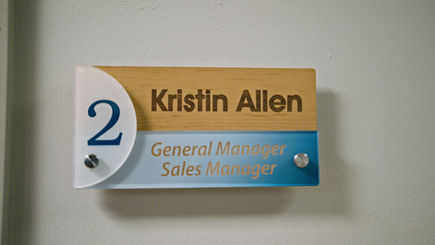 2
Kristin Allen
General Manager
Sales Manager